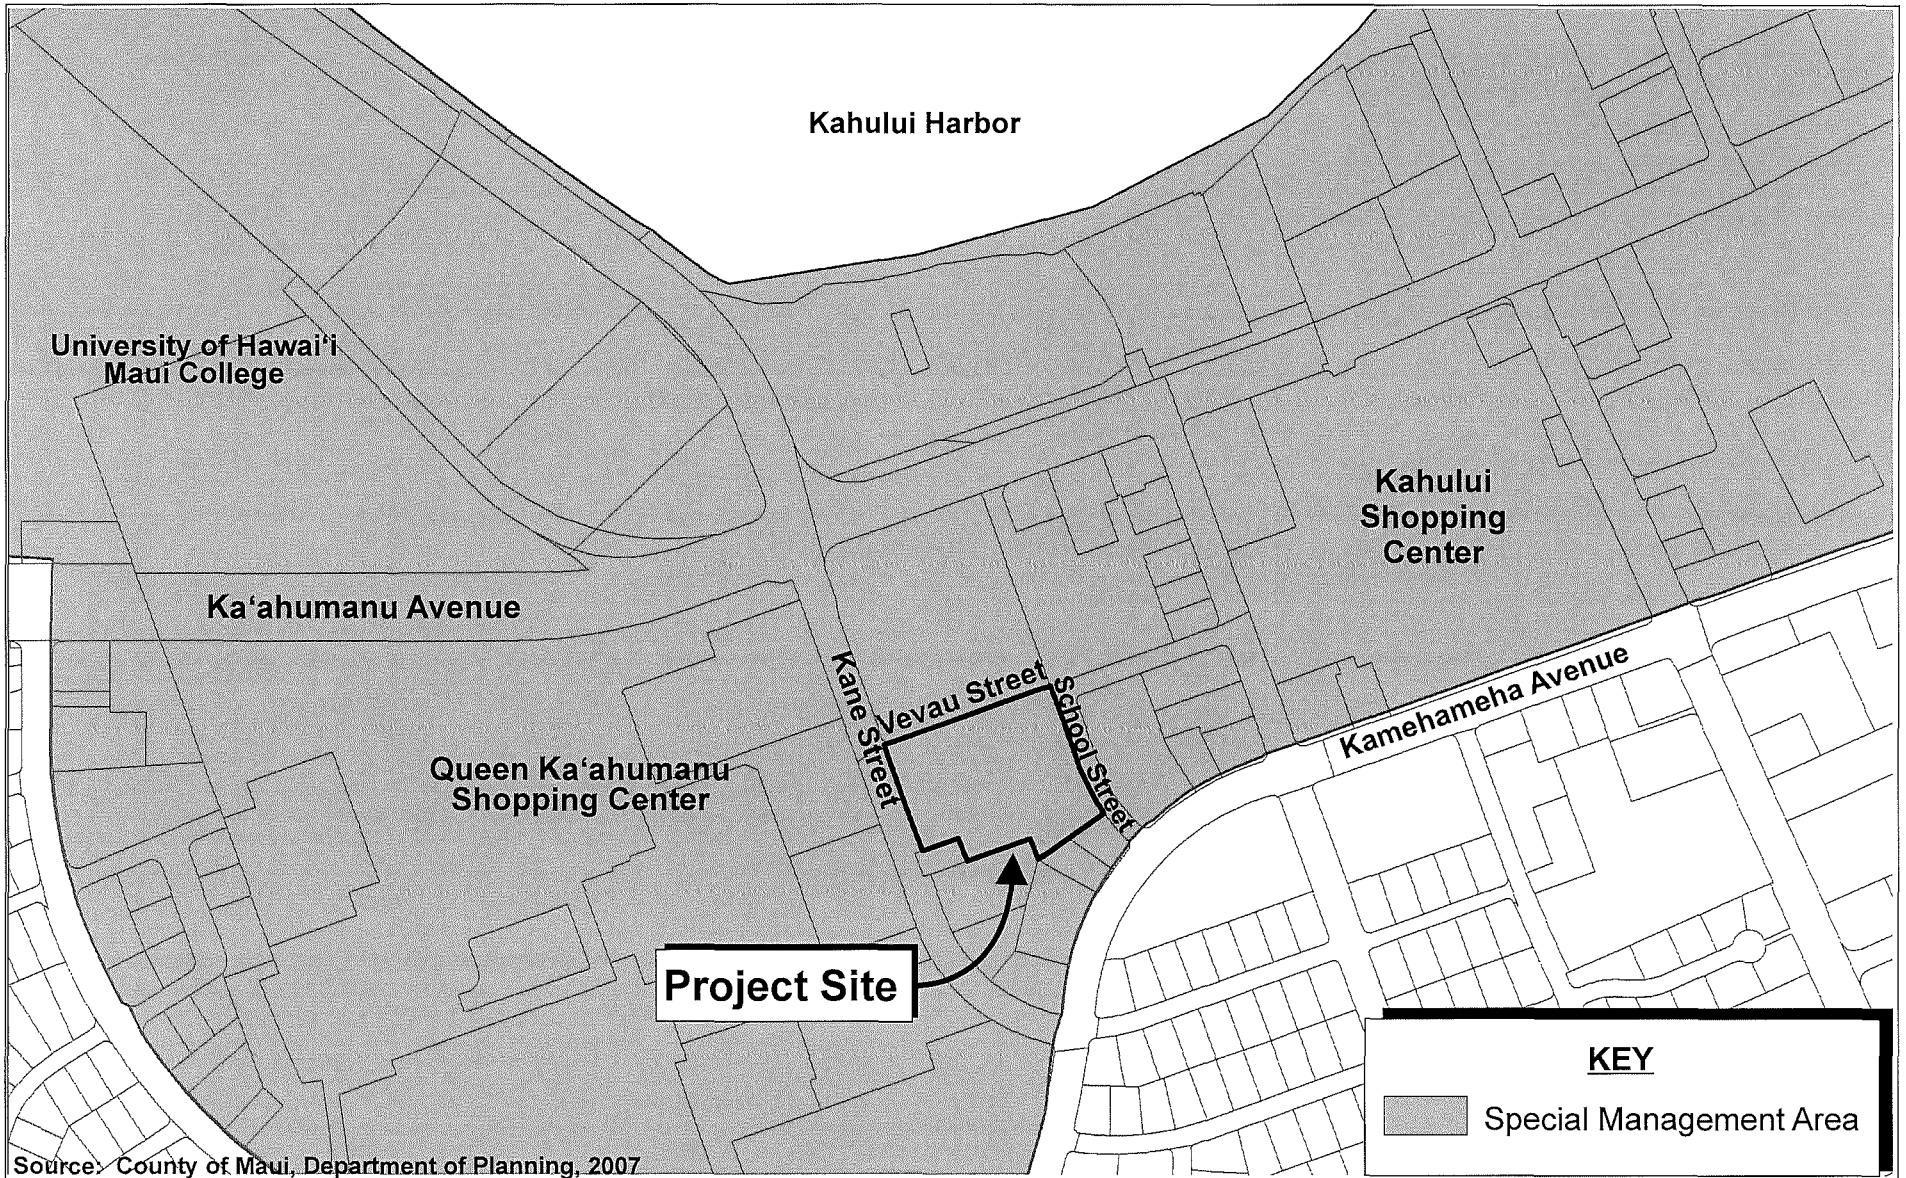 Kahului Harbor
University of Hawai‘i
Maui College
Kahului
Shopping
Center
Ka‘ahumanu Avenue
Kane Street
Vevau Street
School Street
Kamehameha Avenue
Queen Ka‘ahumanu
Shopping Center
Project Site
KEY
Special Management Area
Source: County of Maui, Department of Planning, 2007